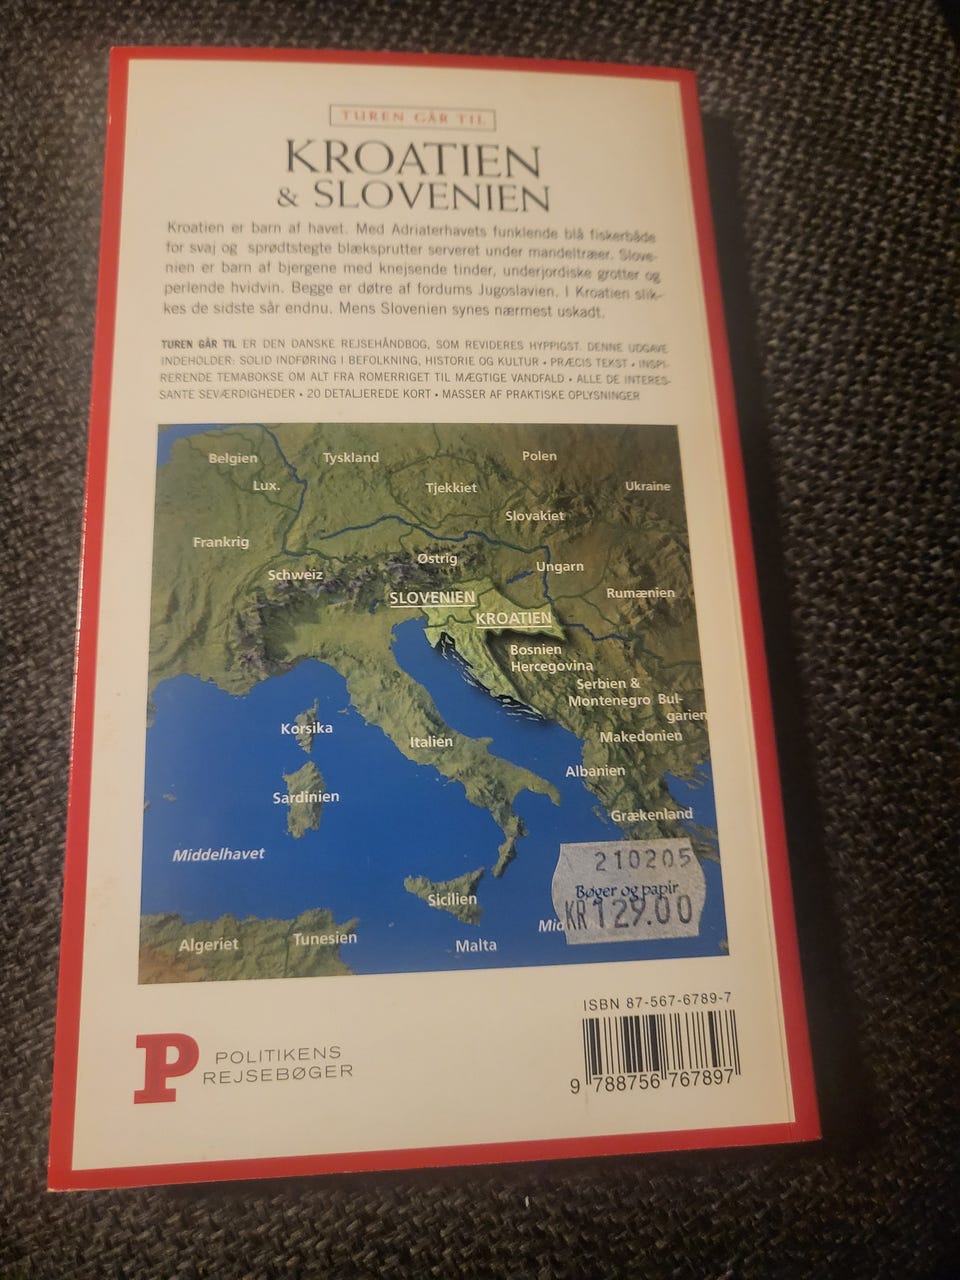 TUREN GÅR TIL
KROATIEN
& SLOVENIEN
Kroatien er barn af havet. Med Adriaterhavets funklende blå fiskerbåde
for svaj og sprødtstegte blæksprutter serveret under mandeltræer. Slove-
nien er barn af bjergene med knejsende tinder, underjordiske grotter og
perlende hvidvin. Begge er døtre af fordums Jugoslavien. I Kroatien slik-
kes de sidste sår endnu. Mens Slovenien synes nærmest uskadt.
TUREN GÅR TIL ER DEN DANSKE REJSEHÅNDBOG, SOM REVIDERES HYPPIGST. DENNE UDGAVE
INDEHOLDER: SOLID INDFØRING I BEFOLKNING, HISTORIE OG KULTUR • PRÆCIS TEKST • INSPI-
RERENDE TEMABOKSE OM ALT FRA ROMERRIGET TIL MÆGTIGE VANDFALD • ALLE DE INTERES-
SANTE SEVÆRDIGHEDER • 20 DETALJEREDE KORT • MASSER AF PRAKTISKE OPLYSNINGER
Belgien
Tyskland
Polen
Lux.
Tjekkiet
Ukraine
Slovakiet
Frankrig
Østrig
Ungarn
Schweiz
SLOVENIEN
Rumænien
KROATIEN
Bosnien
Hercegovina
Serbien &
Montenegro
Bul-
garien
Korsika
Italien
Makedonien
Albanien
Sardinien
Grækenland
Middelhavet
210205
Bøger og papir
KR 129.00
Sicilien
Mid
Algeriet
Tunesien
Malta
ISBN 87-567-6789-7
9 788756 767897
P
POLITIKENS
REJSEBØGER